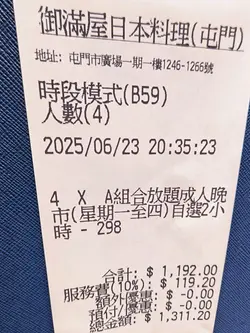 御滿屋日本料理(屯門)
地址: 屯門市廣場一期一樓1246-1266號
時段模式(B59)
人數(4)
2025/06/23 20:35:23
4 X A組合放題成人晚
市(星期一至四)自選2小
時 - 298
合計: $ 1,192.00
服務費(10%): $ 119.20
額外優惠: $ -0.00
預付/優惠: $ -0.00
總金額: $ 1,311.20